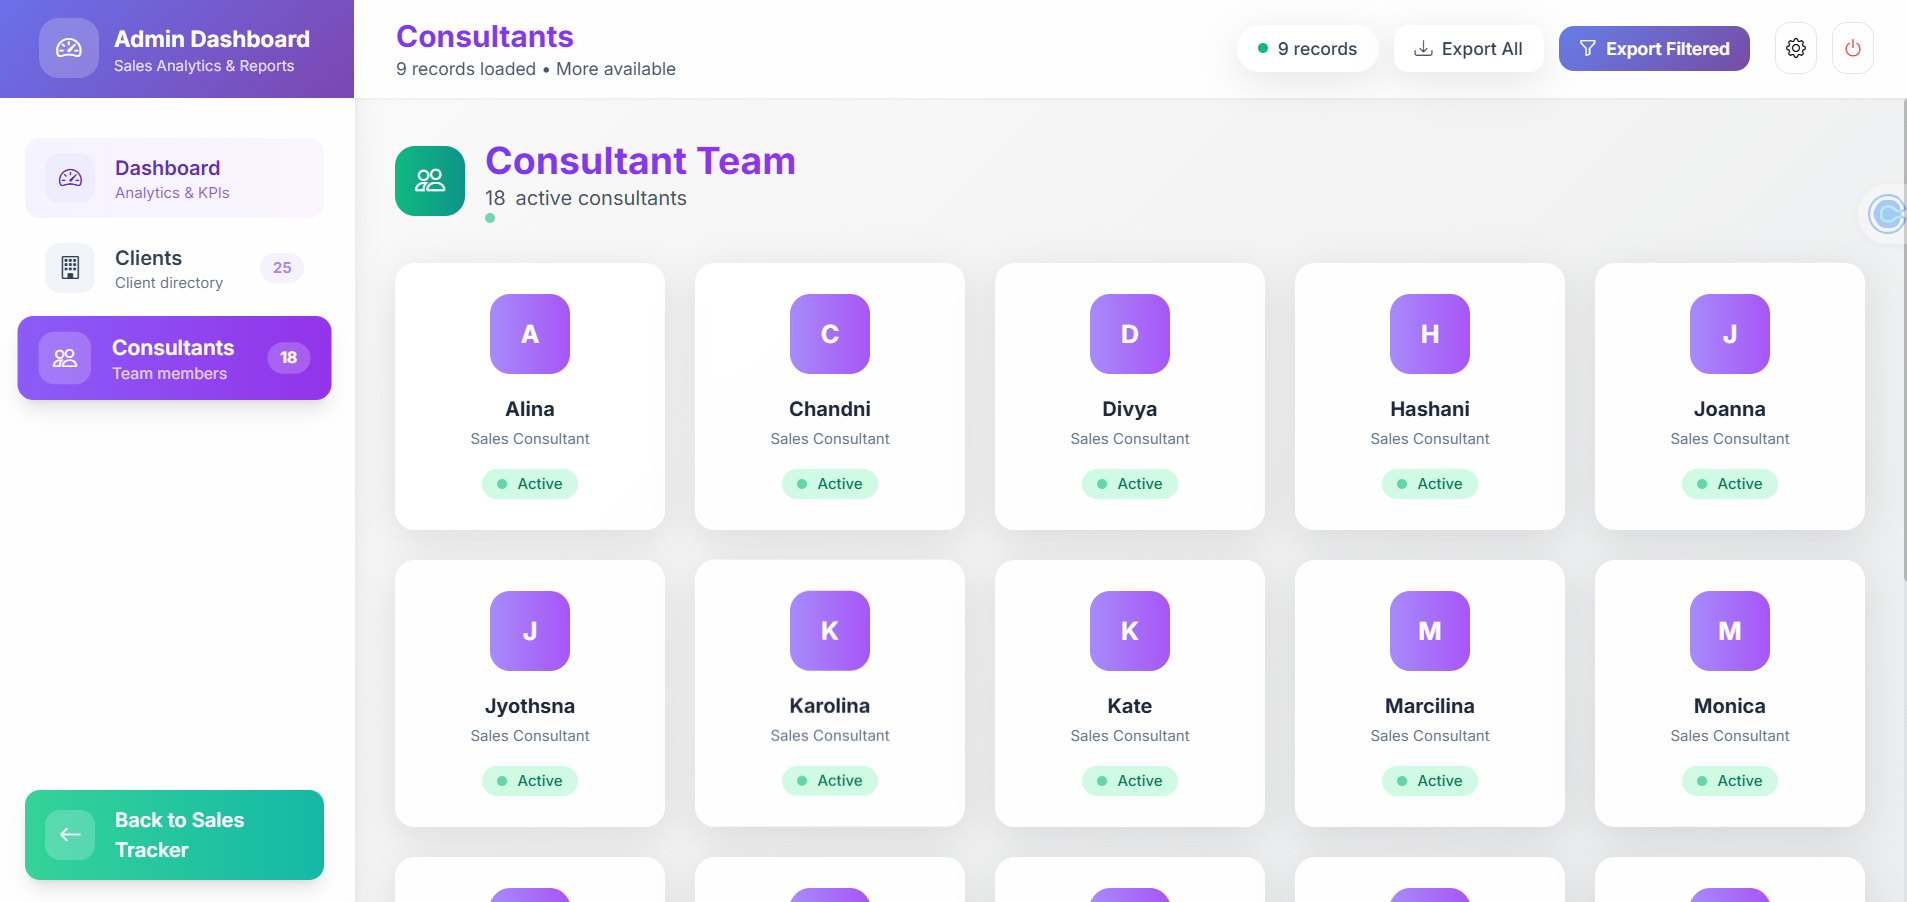 Admin Dashboard
Sales Analytics & Reports
Dashboard
Analytics & KPIs
Clients
Client directory
25
Consultants
Team members
18
Back to Sales
Tracker
Consultants
9 records loaded • More available
9 records
Export All
Export Filtered
Consultant Team
18 active consultants
A
Alina
Sales Consultant
Active
C
Chandni
Sales Consultant
Active
D
Divya
Sales Consultant
Active
H
Hashani
Sales Consultant
Active
J
Joanna
Sales Consultant
Active
J
Jyothsna
Sales Consultant
Active
K
Karolina
Sales Consultant
Active
K
Kate
Sales Consultant
Active
M
Marcilina
Sales Consultant
Active
M
Monica
Sales Consultant
Active